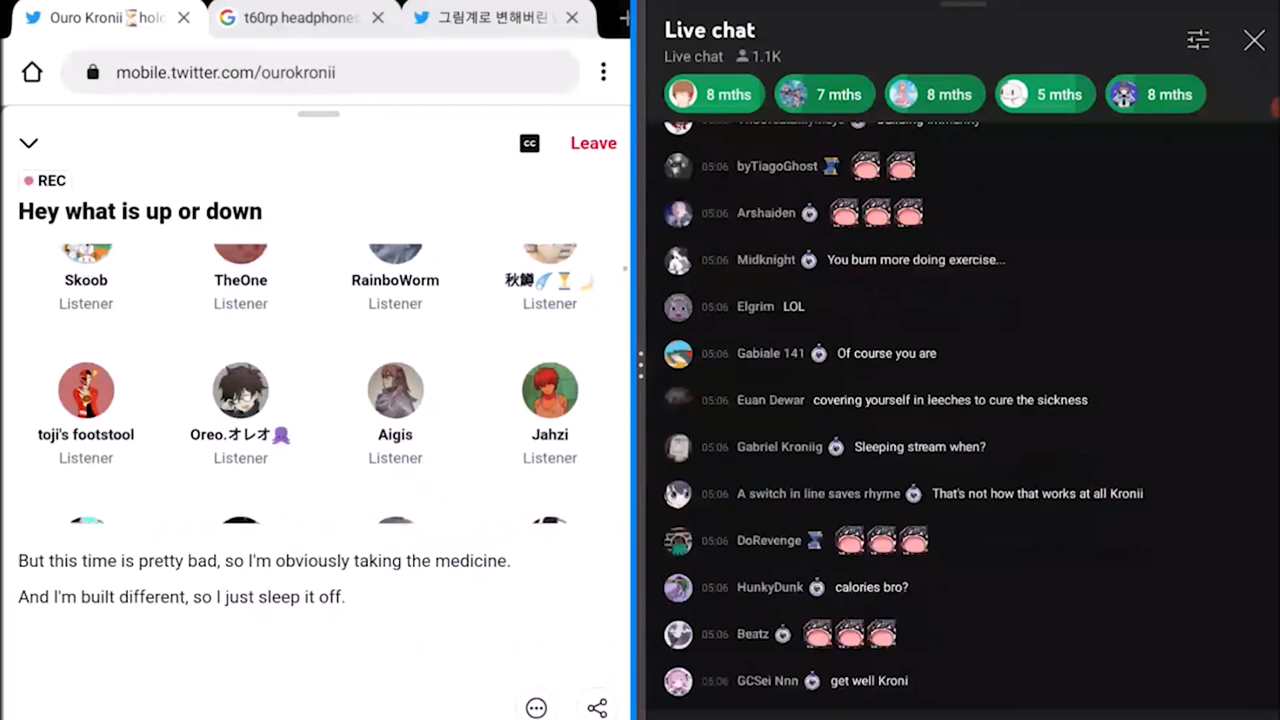 Ouro Kronii⏳holo
t60rp headphones
그림계로 변해버린
mobile.twitter.com/ourokronii
CC
Leave
REC
Hey what is up or down
Skoob
Listener
TheOne
Listener
RainboWorm
Listener
秋鱒☄️⏳🌙
Listener
toji's footstool
Listener
Oreo.オレオ🐙
Listener
Aigis
Listener
Jahzi
Listener
But this time is pretty bad, so I'm obviously taking the medicine.
And I'm built different, so I just sleep it off.
Live chat
Live chat 1.1K
8 mths
7 mths
8 mths
5 mths
8 mths
building immunity
05:06 byTiagoGhost
05:06 Arshaiden
05:06 Midknight You burn more doing exercise...
05:06 Elgrim LOL
05:06 Gabiale 141 Of course you are
05:06 Euan Dewar covering yourself in leeches to cure the sickness
05:06 Gabriel Kroniig Sleeping stream when?
05:06 A switch in line saves rhyme That's not how that works at all Kronii
05:06 DoRevenge
05:06 HunkyDunk calories bro?
05:06 Beatz
05:06 GCSei Nnn get well Kroni